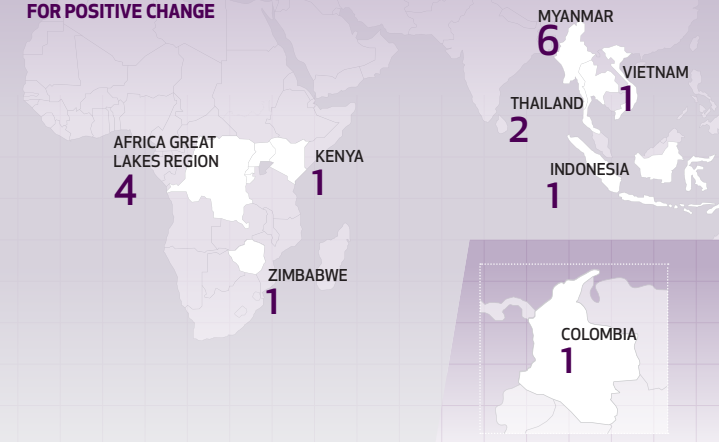 FOR POSITIVE CHANGE
MYANMAR
6
VIETNAM
1
THAILAND
2
AFRICA GREAT
LAKES REGION
4
KENYA
1
INDONESIA
1
ZIMBABWE
1
COLOMBIA
1